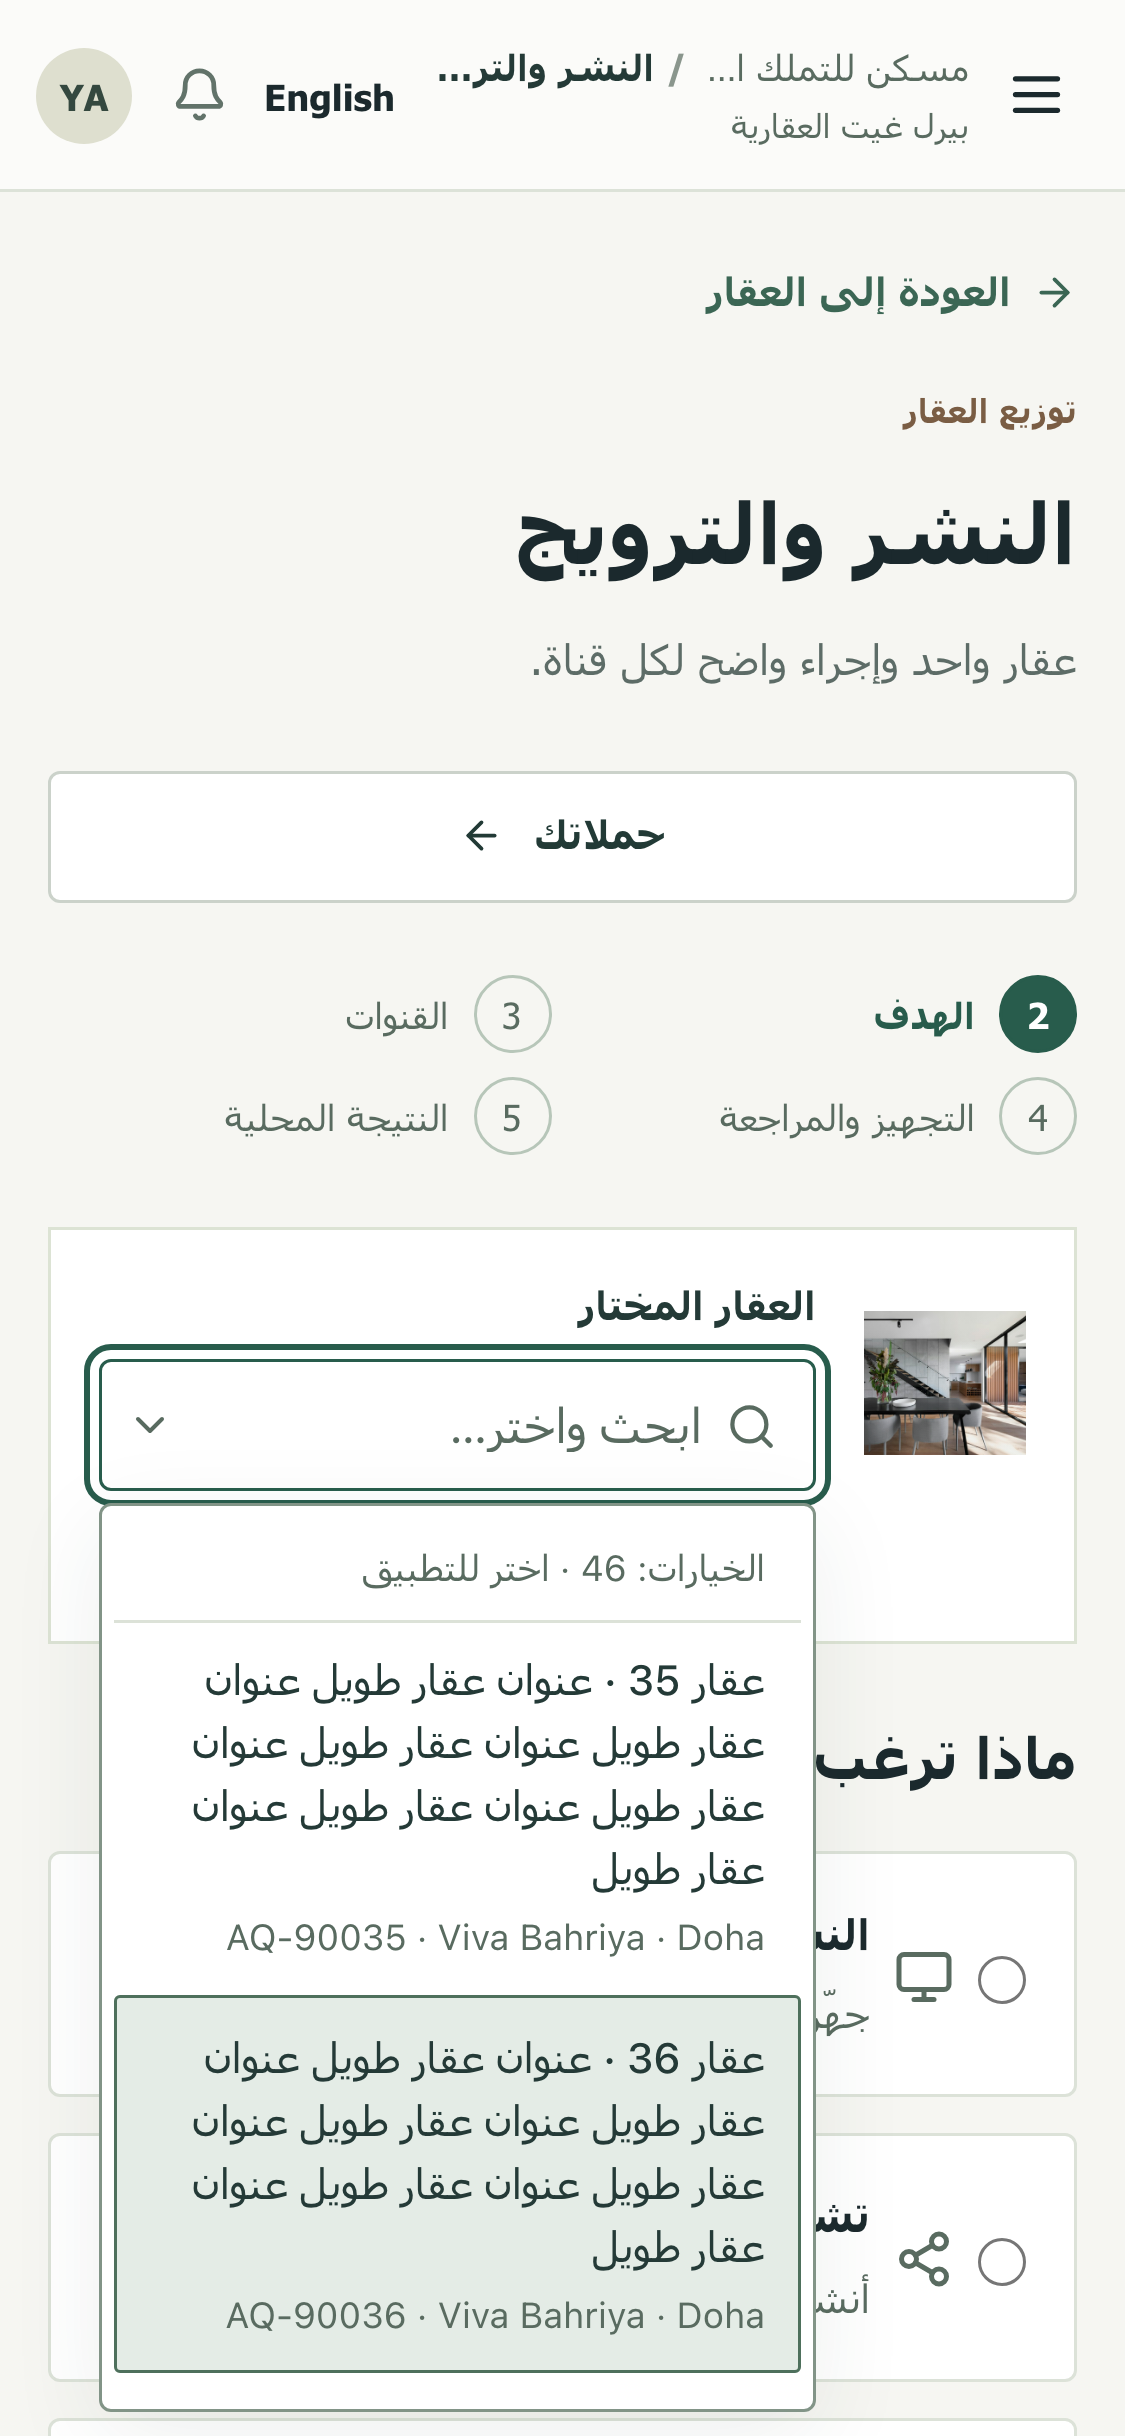 مسكن للتملك ا... / النشر والتر...
بيرل غيت العقارية
English
YA
العودة إلى العقار
توزيع العقار
النشر والترويج
عقار واحد وإجراء واضح لكل قناة.
حملاتك
2 الهدف
3 القنوات
4 التجهيز والمراجعة
5 النتيجة المحلية
العقار المختار
ابحث واختر...
الخيارات: 46 · اختر للتطبيق
عقار 35 · عنوان عقار طويل عنوان
عقار طويل عنوان عقار طويل عنوان
عقار طويل عنوان عقار طويل عنوان
عقار طويل
AQ-90035 · Viva Bahriya · Doha
عقار 36 · عنوان عقار طويل عنوان
عقار طويل عنوان عقار طويل عنوان
عقار طويل عنوان عقار طويل عنوان
عقار طويل
AQ-90036 · Viva Bahriya · Doha
ماذا ترغب